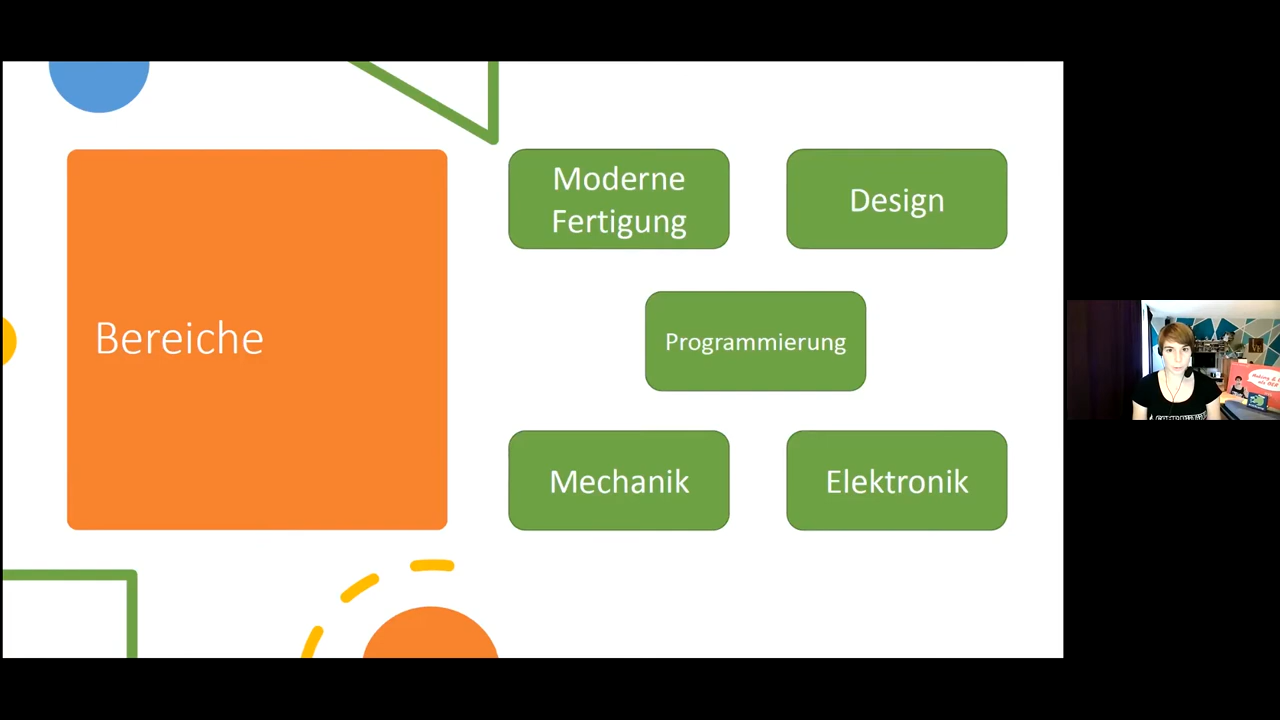 Bereiche
Moderne
Fertigung
Design
Programmierung
Mechanik
Elektronik